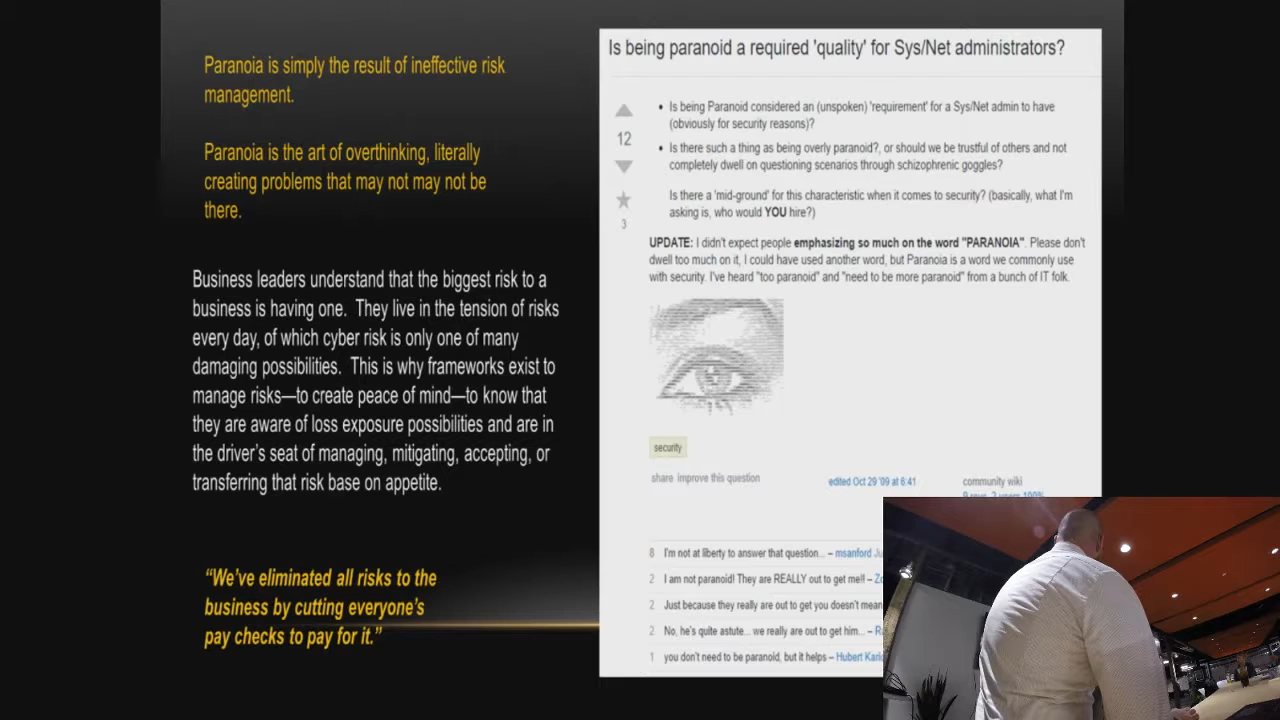 Paranoia is simply the result of ineffective risk
management.
Paranoia is the art of overthinking, literally
creating problems that may not may not be
there.
Business leaders understand that the biggest risk to a
business is having one. They live in the tension of risks
every day, of which cyber risk is only one of many
damaging possibilities. This is why frameworks exist to
manage risks—to create peace of mind—to know that
they are aware of loss exposure possibilities and are in
the driver's seat of managing, mitigating, accepting, or
transferring that risk base on appetite.
“We've eliminated all risks to the
business by cutting everyone's
pay checks to pay for it.”
Is being paranoid a required 'quality' for Sys/Net administrators?
12
3
• Is being Paranoid considered an (unspoken) 'requirement' for a Sys/Net admin to have
(obviously for security reasons)?
• Is there such a thing as being overly paranoid?, or should we be trustful of others and not
completely dwell on questioning scenarios through schizophrenic goggles?
Is there a 'mid-ground' for this characteristic when it comes to security? (basically, what I'm
asking is, who would YOU hire?)
UPDATE: I didn't expect people emphasizing so much on the word "PARANOIA". Please don't
dwell too much on it, I could have used another word, but Paranoia is a word we commonly use
with security. I've heard "too paranoid" and "need to be more paranoid" from a bunch of IT folk.
security
share improve this question
edited Oct 29 '09 at 6:41
community wiki
8 I'm not at liberty to answer that question... – msanford
2 I am not paranoid! They are REALLY out to get me!! –
2 Just because they really are out to get you doesn't mean
2 No, he's quite astute... we really are out to get him... –
1 you don't need to be paranoid, but it helps – Hubert